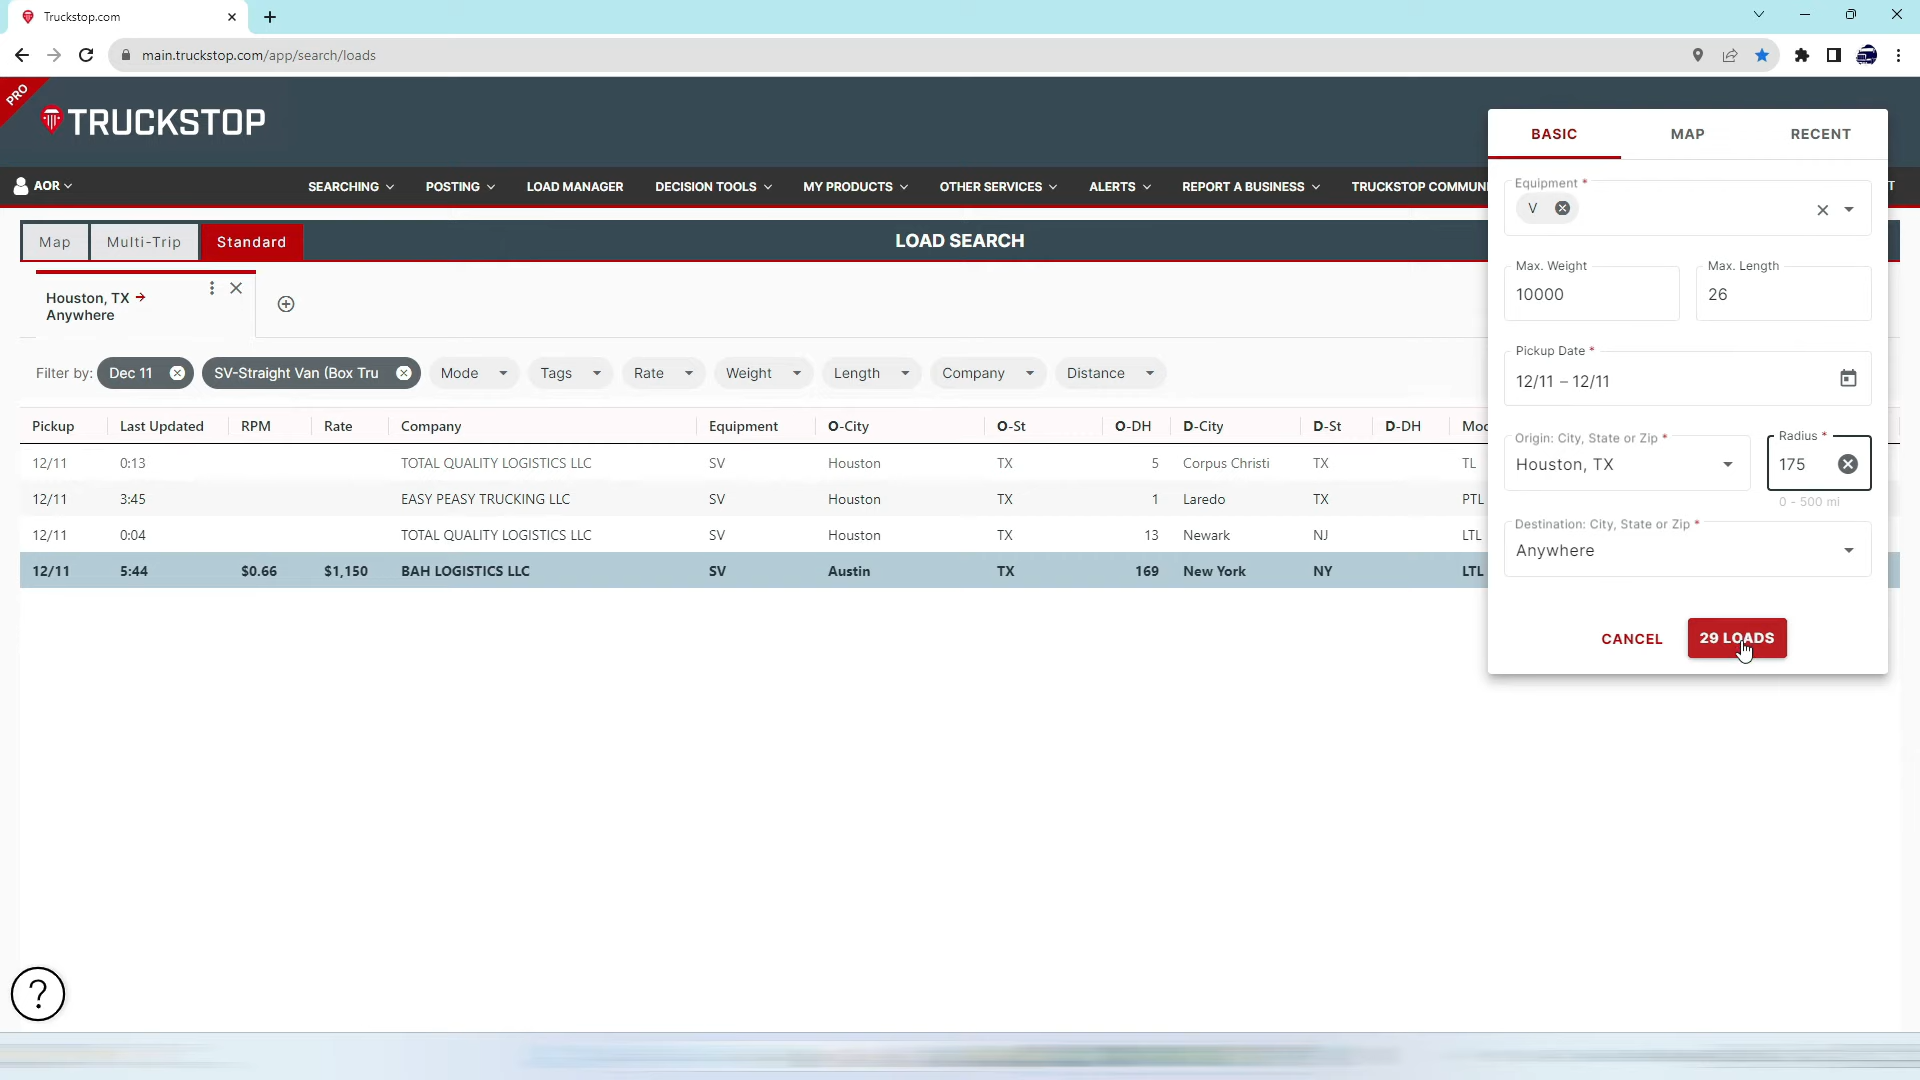 Truckstop.com
main.truckstop.com/app/search/loads
PRO
TRUCKSTOP
AOR
SEARCHING
POSTING
LOAD MANAGER
DECISION TOOLS
MY PRODUCTS
OTHER SERVICES
ALERTS
REPORT A BUSINESS
TRUCKSTOP COMMUN
T
Map
Multi-Trip
Standard
LOAD SEARCH
Houston, TX →
Anywhere
Filter by:
Dec 11
SV-Straight Van (Box Tru
Mode
Tags
Rate
Weight
Length
Company
Distance
Pickup Last Updated RPM Rate Company Equipment O-City O-St O-DH D-City D-St D-DH Mod
12/11 0:13 TOTAL QUALITY LOGISTICS LLC SV Houston TX 5 Corpus Christi TX TL
12/11 3:45 EASY PEASY TRUCKING LLC SV Houston TX 1 Laredo TX PTL
12/11 0:04 TOTAL QUALITY LOGISTICS LLC SV Houston TX 13 Newark NJ LTL
12/11 5:44 $0.66 $1,150 BAH LOGISTICS LLC SV Austin TX 169 New York NY LTL
BASIC
MAP
RECENT
Equipment *
V
Max. Weight
10000
Max. Length
26
Pickup Date *
12/11 – 12/11
Origin: City, State or Zip *
Houston, TX
Radius *
175
0 - 500 mi
Destination: City, State or Zip *
Anywhere
CANCEL
29 LOADS
?